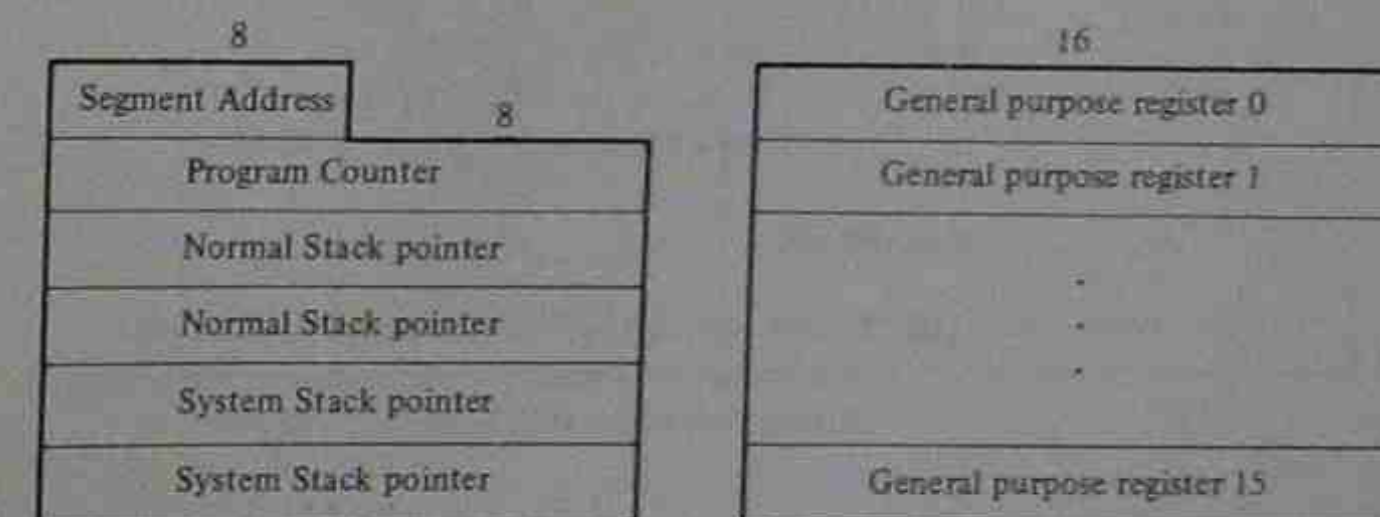 8
Segment Address
8
Program Counter
Normal Stack pointer
Normal Stack pointer
System Stack pointer
System Stack pointer
16
General purpose register 0
General purpose register 1
.
.
.
General purpose register 15